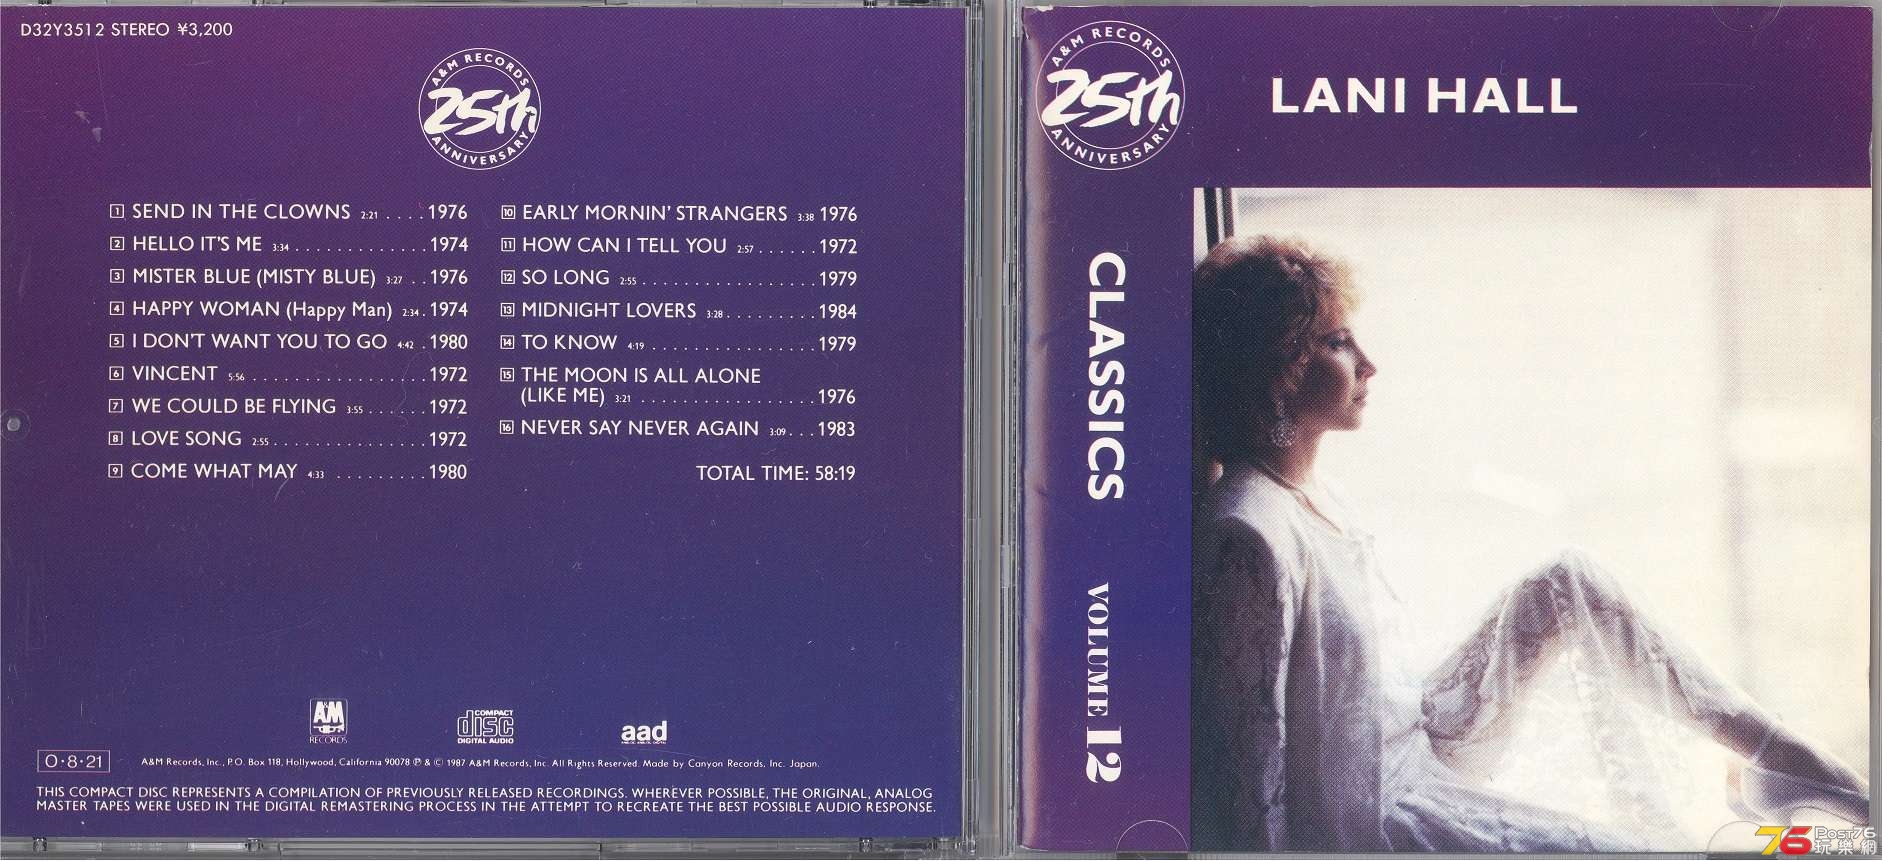 D32Y3512 STEREO ¥3,200
A&M RECORDS
25th
ANNIVERSARY
1 SEND IN THE CLOWNS 2:21 . . . . 1976
2 HELLO IT'S ME 3:34 . . . . . . . . . . . . . 1974
3 MISTER BLUE (MISTY BLUE) 3:27 . . 1976
4 HAPPY WOMAN (Happy Man) 2:34 . 1974
5 I DON'T WANT YOU TO GO 4:42 . 1980
6 VINCENT 5:56 . . . . . . . . . . . . . . . . . 1972
7 WE COULD BE FLYING 3:55 . . . . . . 1972
8 LOVE SONG 2:55 . . . . . . . . . . . . . . . 1972
9 COME WHAT MAY 4:33 . . . . . . . . . 1980
10 EARLY MORNIN' STRANGERS 3:38 1976
11 HOW CAN I TELL YOU 2:57 . . . . . . 1972
12 SO LONG 2:55 . . . . . . . . . . . . . . . . . 1979
13 MIDNIGHT LOVERS 3:28 . . . . . . . . . 1984
14 TO KNOW 4:19 . . . . . . . . . . . . . . . . 1979
15 THE MOON IS ALL ALONE
(LIKE ME) 3:21 . . . . . . . . . . . . . . . . . 1976
16 NEVER SAY NEVER AGAIN 3:09 . . . 1983
TOTAL TIME: 58:19
A&M
RECORDS
COMPACT
disc
DIGITAL AUDIO
aad
O·8·21
A&M Records, Inc., P.O. Box 118, Hollywood, California 90078 ℗ & © 1987 A&M Records, Inc. All Rights Reserved. Made by Canyon Records, Inc. Japan.
THIS COMPACT DISC REPRESENTS A COMPILATION OF PREVIOUSLY RELEASED RECORDINGS. WHEREVER POSSIBLE, THE ORIGINAL, ANALOG
MASTER TAPES WERE USED IN THE DIGITAL REMASTERING PROCESS IN THE ATTEMPT TO RECREATE THE BEST POSSIBLE AUDIO RESPONSE.
A&M RECORDS
25th
ANNIVERSARY
LANI HALL
CLASSICS
VOLUME 12
76 Post76
玩樂網